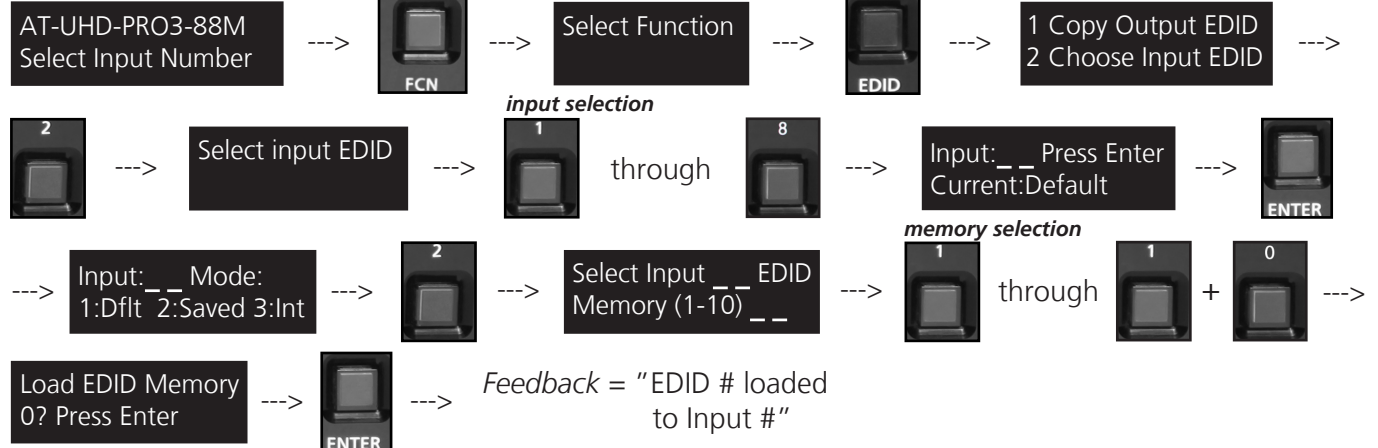 AT-UHD-PRO3-88M
Select Input Number
--->
FCN
--->
Select Function
--->
EDID
--->
1 Copy Output EDID
2 Choose Input EDID
--->
2
--->
Select input EDID
--->
input selection
1
through
8
--->
Input:_ _ Press Enter
Current:Default
--->
ENTER
--->
Input:_ _ Mode:
1:Dflt 2:Saved 3:Int
--->
2
--->
Select Input _ _ EDID
Memory (1-10) _ _
--->
memory selection
1
through
1
+
0
--->
Load EDID Memory
0? Press Enter
--->
ENTER
--->
Feedback = "EDID # loaded
to Input #"